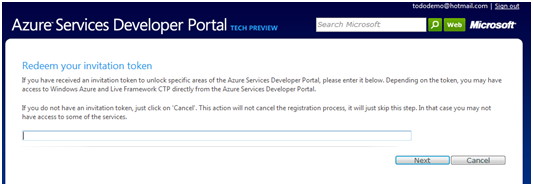 tododemo@hotmail.com | Sign out
Azure Services Developer Portal TECH PREVIEW
Search Microsoft Web Microsoft
Redeem your invitation token
If you have received an invitation token to unlock specific areas of the Azure Services Developer Portal, please enter it below. Depending on the token, you may have
access to Windows Azure and Live Framework CTP directly from the Azure Services Developer Portal.
If you do not have an invitation token, just click on 'Cancel'. This action will not cancel the registration process, it will just skip this step. In that case you may not
have access to some of the services.
Next Cancel